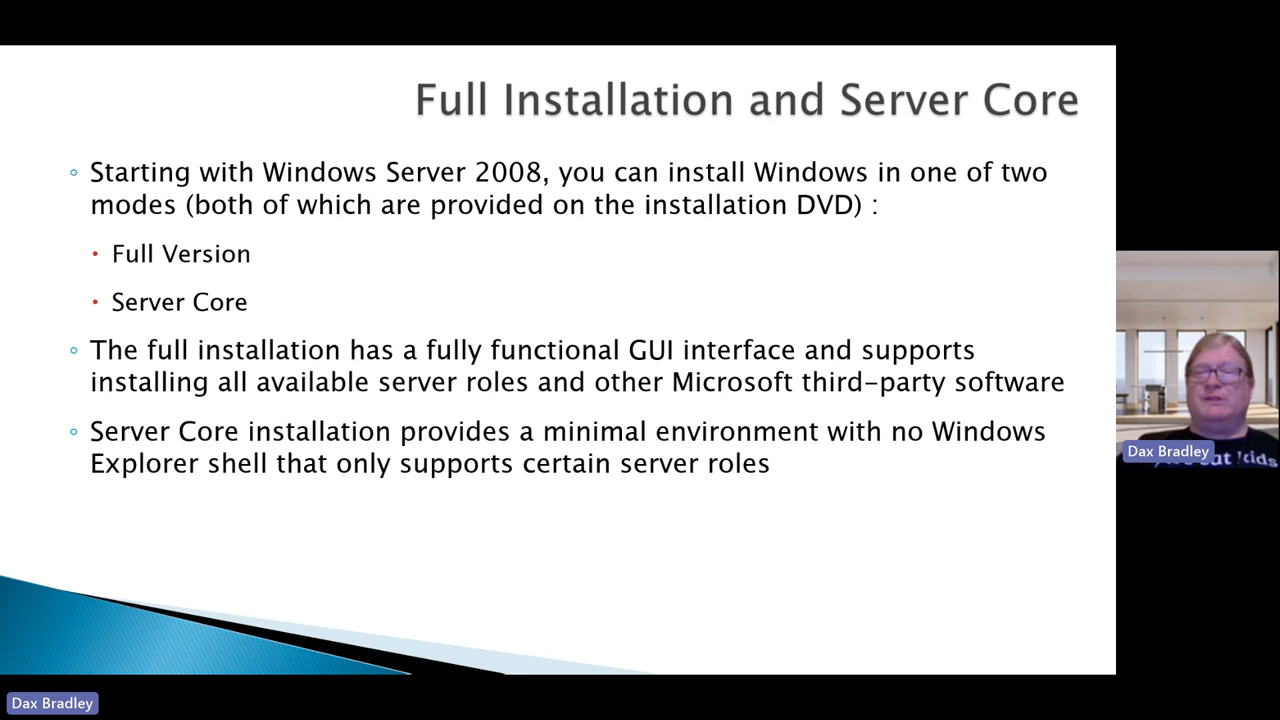 Full Installation and Server Core
Starting with Windows Server 2008, you can install Windows in one of two
modes (both of which are provided on the installation DVD) :
Full Version
Server Core
The full installation has a fully functional GUI interface and supports
installing all available server roles and other Microsoft third-party software
Server Core installation provides a minimal environment with no Windows
Explorer shell that only supports certain server roles
Dax Bradley
kids
Dax Bradley